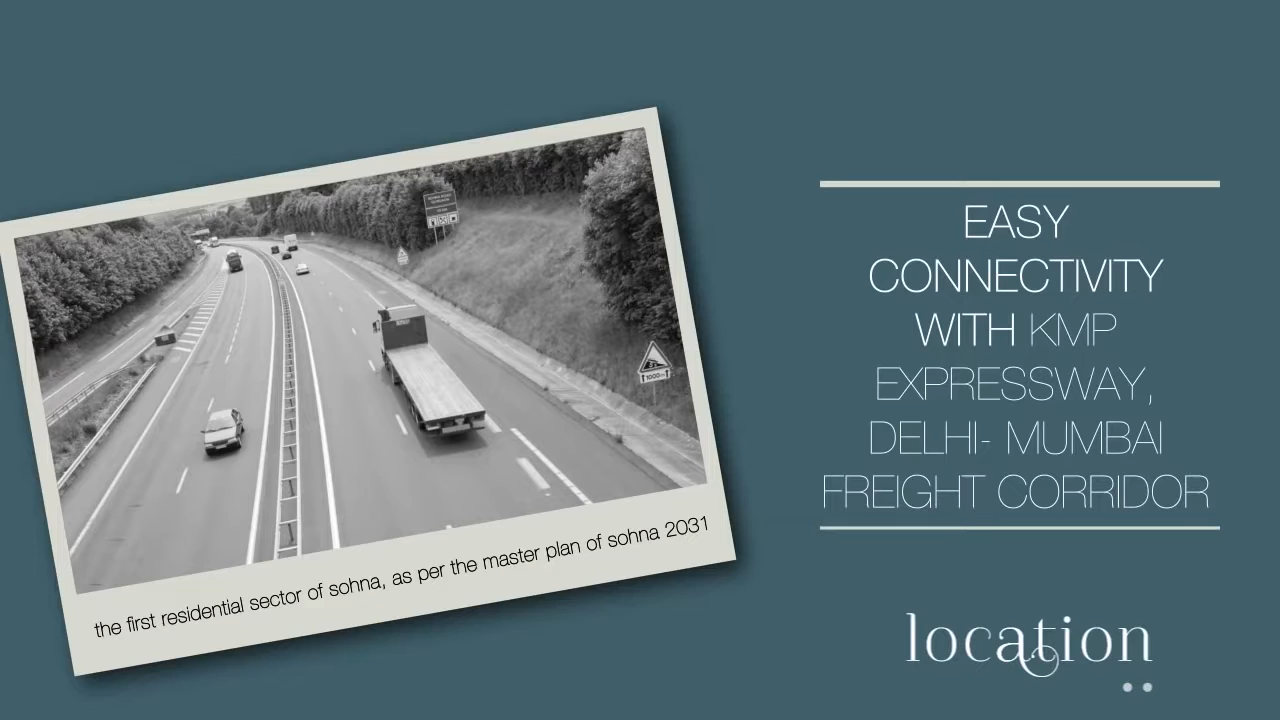 the first residential sector of sohna, as per the master plan of sohna 2031
EASY
CONNECTIVITY
WITH KMP
EXPRESSWAY,
DELHI- MUMBAI
FREIGHT CORRIDOR
location
1000m